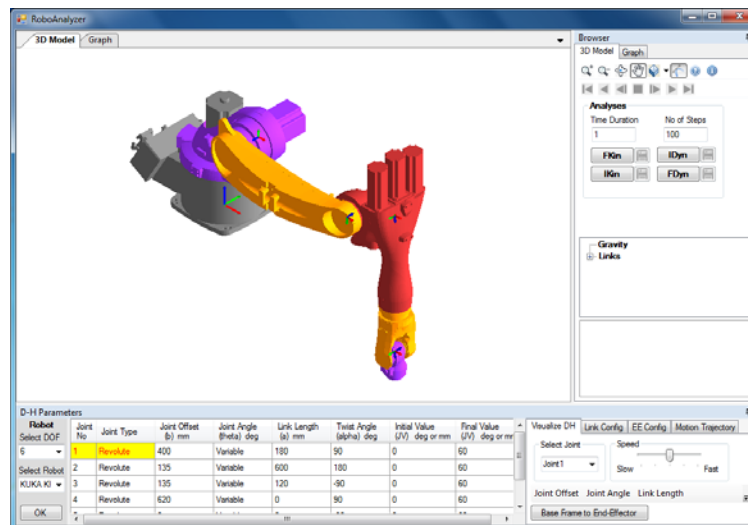 RoboAnalyzer
3D Model Graph
Browser
3D Model Graph
Analyses
Time Duration No of Steps
1 100
FKin IDyn
IKin FDyn
Gravity
Links
D-H Parameters
Robot
Select DOF
6
Select Robot
KUKA KI
OK
Joint No Joint Type Joint Offset (b) mm Joint Angle (theta) deg Link Length (a) mm Twist Angle (alpha) deg Initial Value (JV) deg or mm Final Value (JV) deg or mm
1 Revolute 400 Variable 180 90 0 60
2 Revolute 135 Variable 600 180 0 60
3 Revolute 135 Variable 120 -90 0 60
4 Revolute 620 Variable 0 90 0 60
Visualize DH Link Config EE Config Motion Trajectory
Select Joint
Joint1
Speed
Slow Fast
Joint Offset Joint Angle Link Length
Base Frame to End-Effector